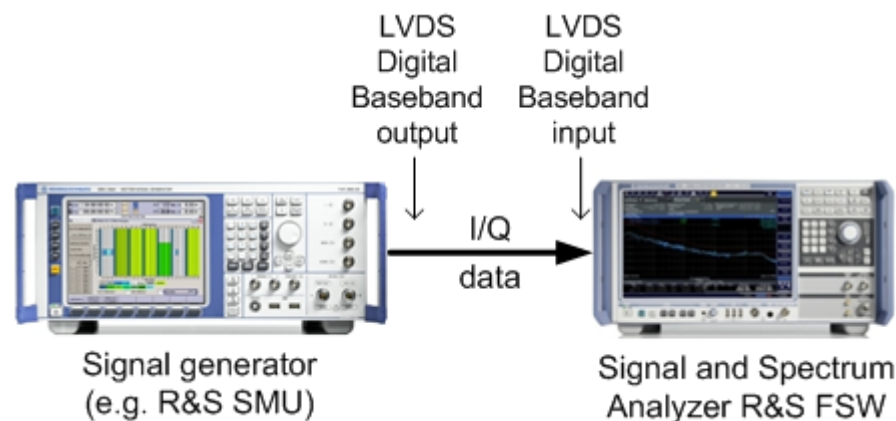 LVDS
Digital
Baseband
output
LVDS
Digital
Baseband
input
I/Q
data
Signal generator
(e.g. R&S SMU)
Signal and Spectrum
Analyzer R&S FSW